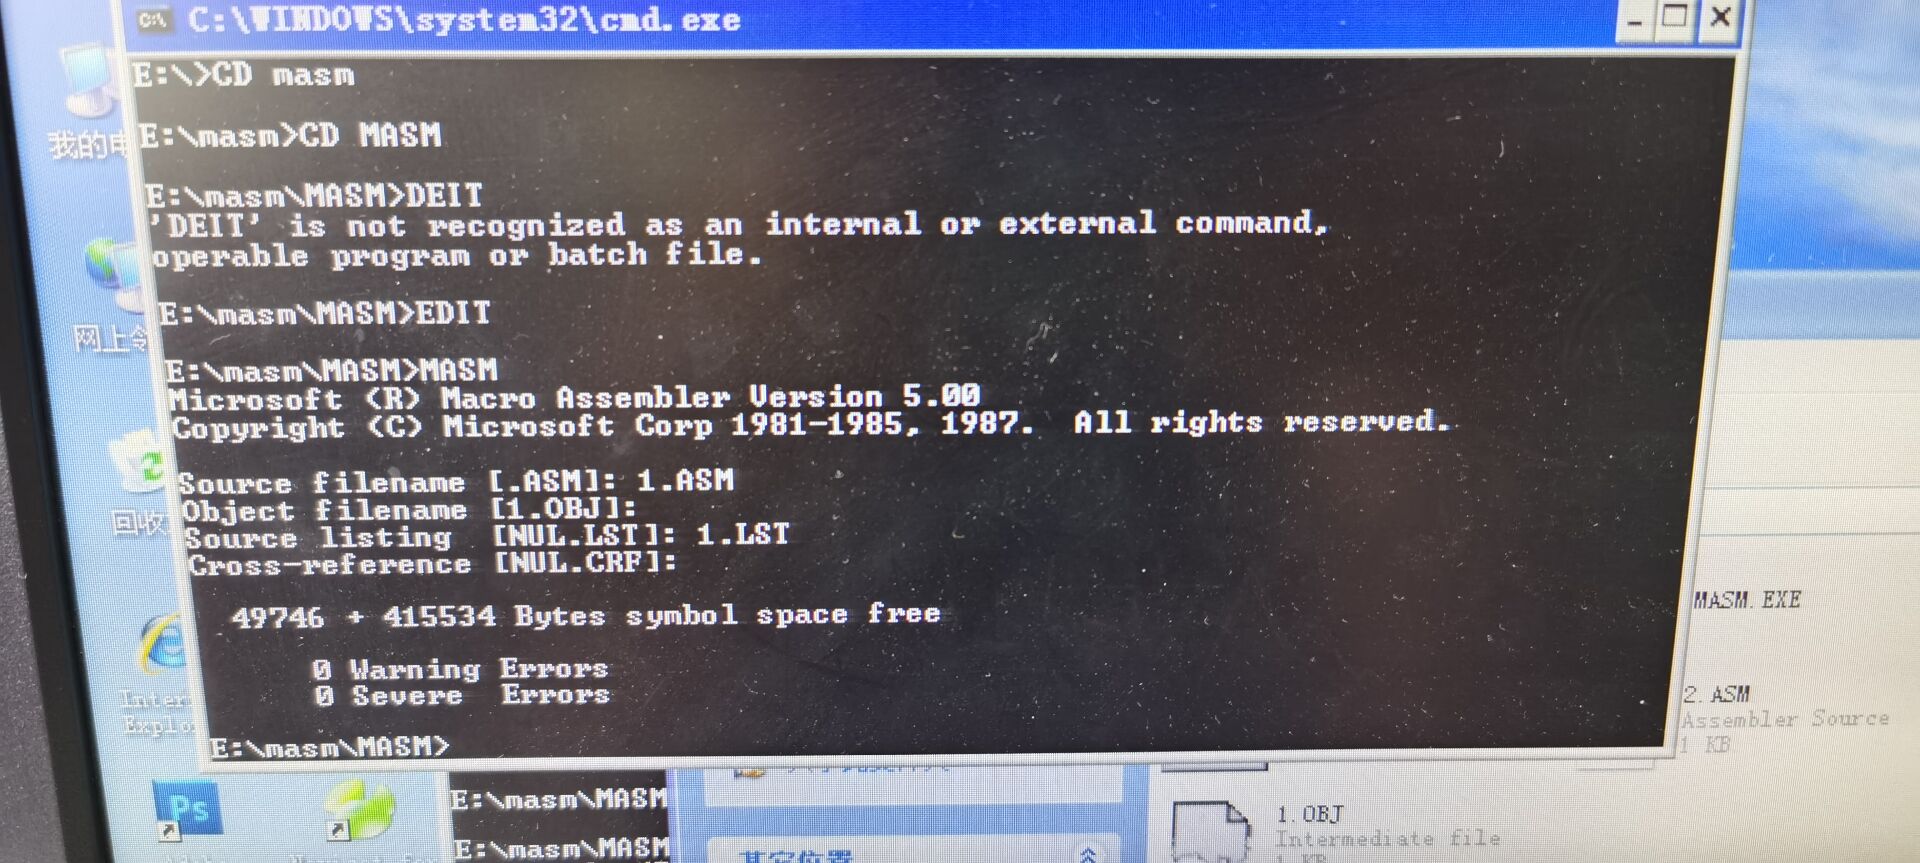 C:\WINDOWS\system32\cmd.exe
E:\>CD masm
E:\masm>CD MASM
E:\masm\MASM>DEIT
'DEIT' is not recognized as an internal or external command,
operable program or batch file.
E:\masm\MASM>EDIT
E:\masm\MASM>MASM
Microsoft (R) Macro Assembler Version 5.00
Copyright (C) Microsoft Corp 1981-1985, 1987.  All rights reserved.
Source filename [.ASM]: 1.ASM
Object filename [1.OBJ]:
Source listing  [NUL.LST]: 1.LST
Cross-reference [NUL.CRF]:
49746 + 415534 Bytes symbol space free
0 Warning Errors
0 Severe  Errors
E:\masm\MASM>
我的电
网上邻
回收
Inter
Explo
Ps
E:\masm\MASM
E:\masm\MASM
其它位置
MASM.EXE
2.ASM
Assembler Source
1 KB
1.OBJ
Intermediate file
1 KB